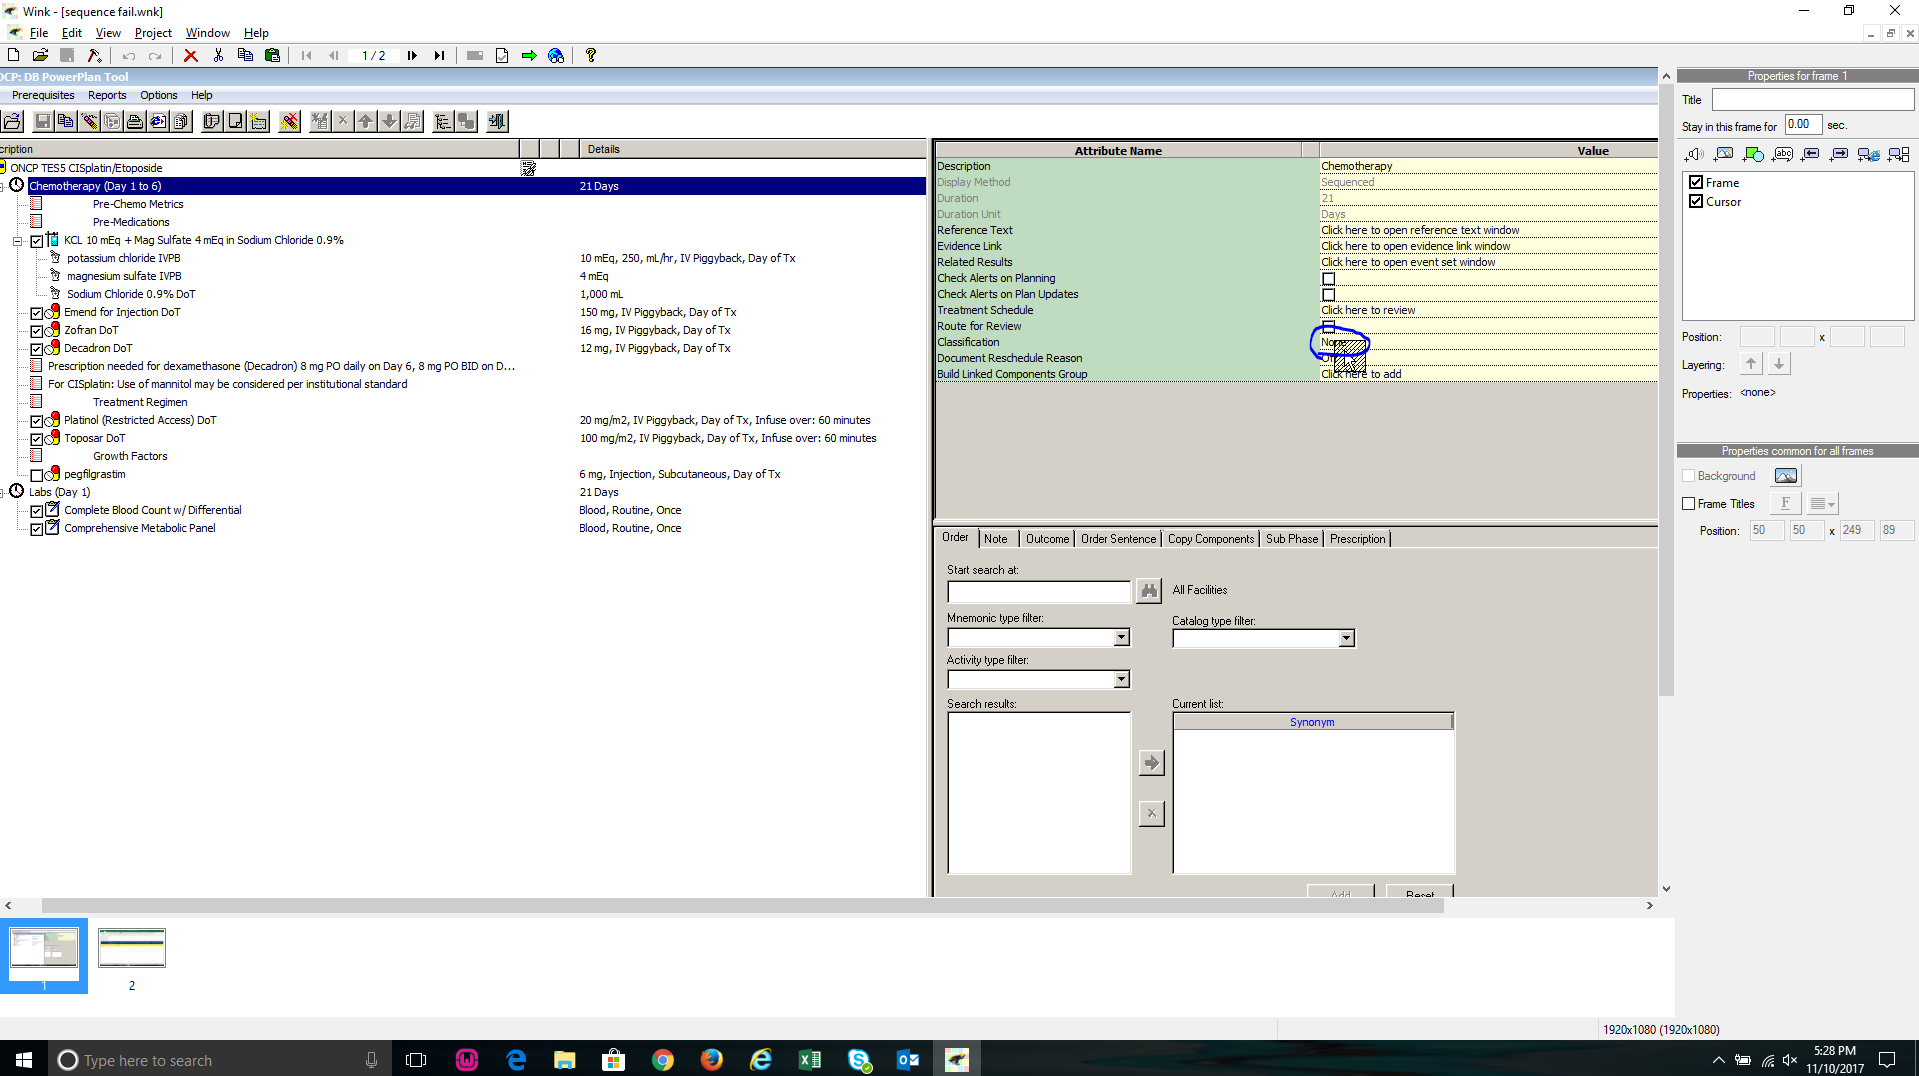 Wink - [sequence fail.wnk]
File Edit View Project Window Help
1 / 2
DCP: DB PowerPlan Tool
Prerequisites Reports Options Help
cription Details
ONCP TES5 CISplatin/Etoposide
Chemotherapy (Day 1 to 6) 21 Days
Pre-Chemo Metrics
Pre-Medications
KCL 10 mEq + Mag Sulfate 4 mEq in Sodium Chloride 0.9%
potassium chloride IVPB 10 mEq, 250, mL/hr, IV Piggyback, Day of Tx
magnesium sulfate IVPB 4 mEq
Sodium Chloride 0.9% DoT 1,000 mL
Emend for Injection DoT 150 mg, IV Piggyback, Day of Tx
Zofran DoT 16 mg, IV Piggyback, Day of Tx
Decadron DoT 12 mg, IV Piggyback, Day of Tx
Prescription needed for dexamethasone (Decadron) 8 mg PO daily on Day 6, 8 mg PO BID on D...
For CISplatin: Use of mannitol may be considered per institutional standard
Treatment Regimen
Platinol (Restricted Access) DoT 20 mg/m2, IV Piggyback, Day of Tx, Infuse over: 60 minutes
Toposar DoT 100 mg/m2, IV Piggyback, Day of Tx, Infuse over: 60 minutes
Growth Factors
pegfilgrastim 6 mg, Injection, Subcutaneous, Day of Tx
Labs (Day 1) 21 Days
Complete Blood Count w/ Differential Blood, Routine, Once
Comprehensive Metabolic Panel Blood, Routine, Once
Attribute Name Value
Description Chemotherapy
Display Method Sequenced
Duration 21
Duration Unit Days
Reference Text Click here to open reference text window
Evidence Link Click here to open evidence link window
Related Results Click here to open event set window
Check Alerts on Planning
Check Alerts on Plan Updates
Treatment Schedule Click here to review
Route for Review
Classification None
Document Reschedule Reason
Build Linked Components Group Click here to add
Order Note Outcome Order Sentence Copy Components Sub Phase Prescription
Start search at:
All Facilities
Mnemonic type filter: Catalog type filter:
Activity type filter:
Search results: Current list:
Synonym
Add Reset
Properties for frame 1
Title
Stay in this frame for 0.00 sec.
Frame
Cursor
Position: x
Layering:
Properties: <none>
Properties common for all frames
Background
Frame Titles F
Position: 50 50 x 249 89
1 2
1920x1080 (1920x1080)
Type here to search
5:28 PM
11/10/2017